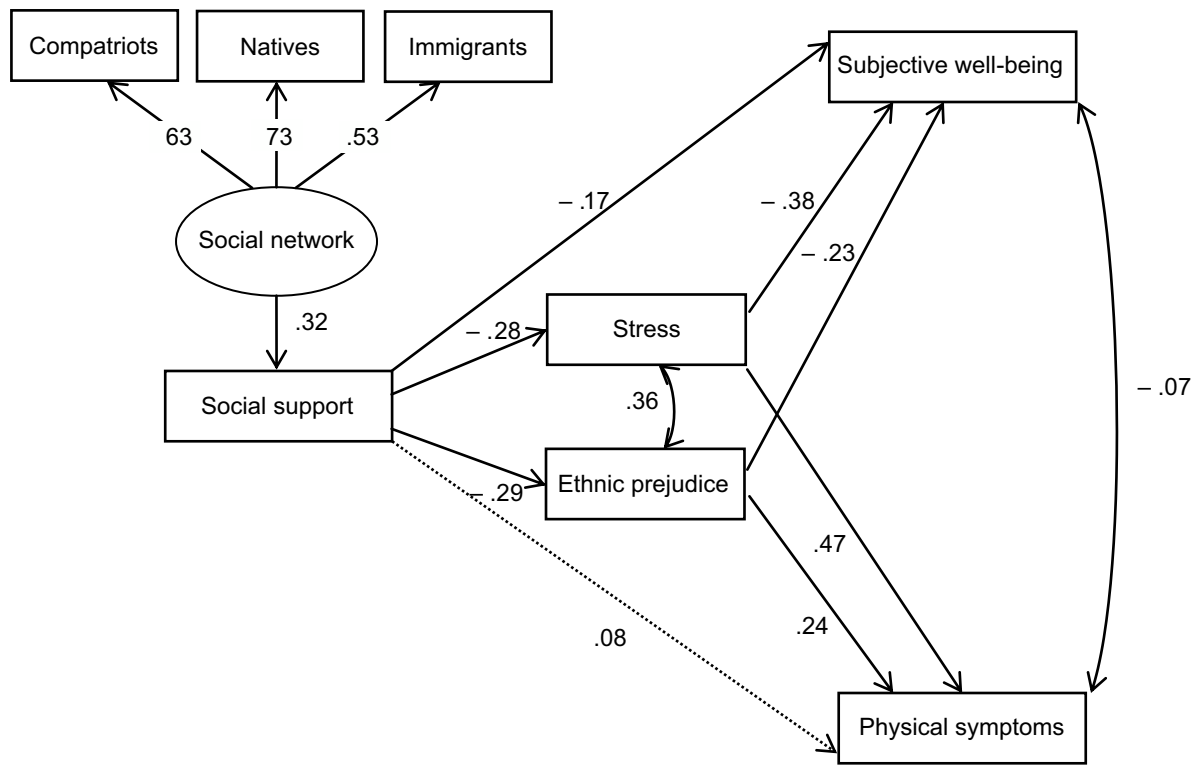 Compatriots
Natives
Immigrants
Subjective well-being
63
73
.53
– .17
– .38
– .23
Social network
.32
– .28
Stress
– .07
Social support
.36
– .29
Ethnic prejudice
.47
.24
.08
Physical symptoms